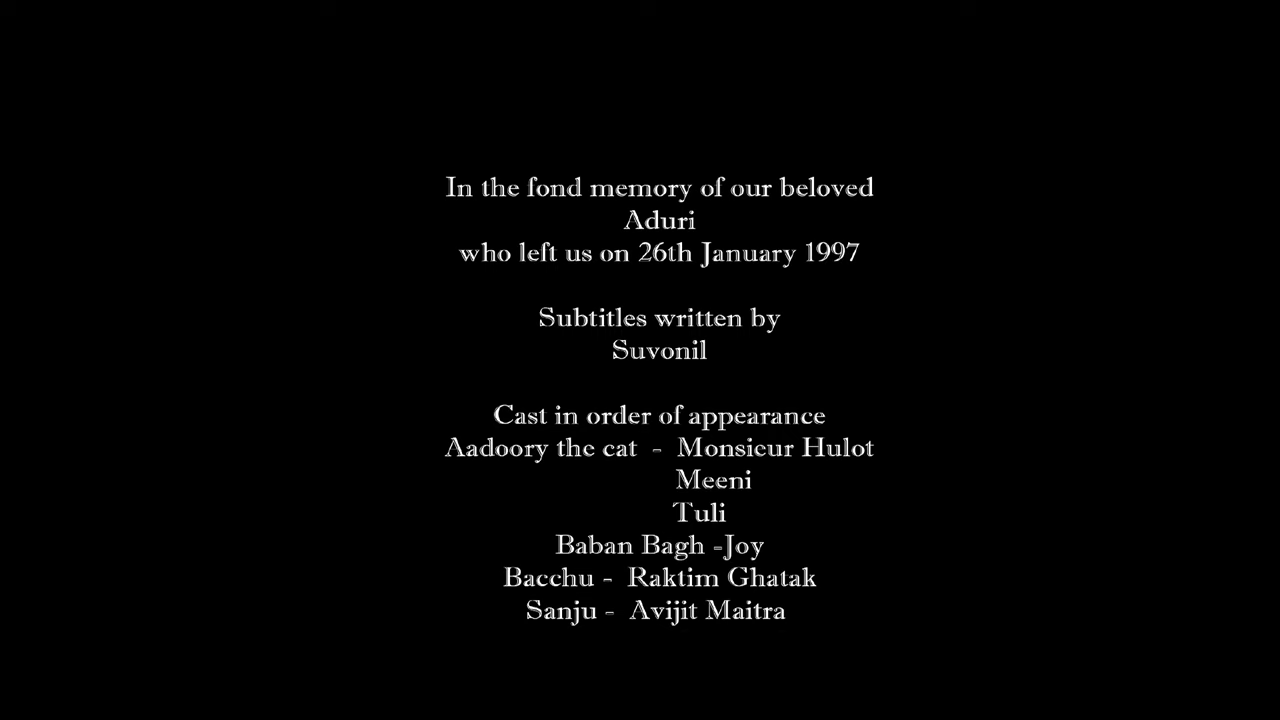 In the fond memory of our beloved
Aduri
who left us on 26th January 1997
Subtitles written by
Suvonil
Cast in order of appearance
Aadoory the cat - Monsieur Hulot
Meeni
Tuli
Baban Bagh -Joy
Bacchu - Raktim Ghatak
Sanju - Avijit Maitra